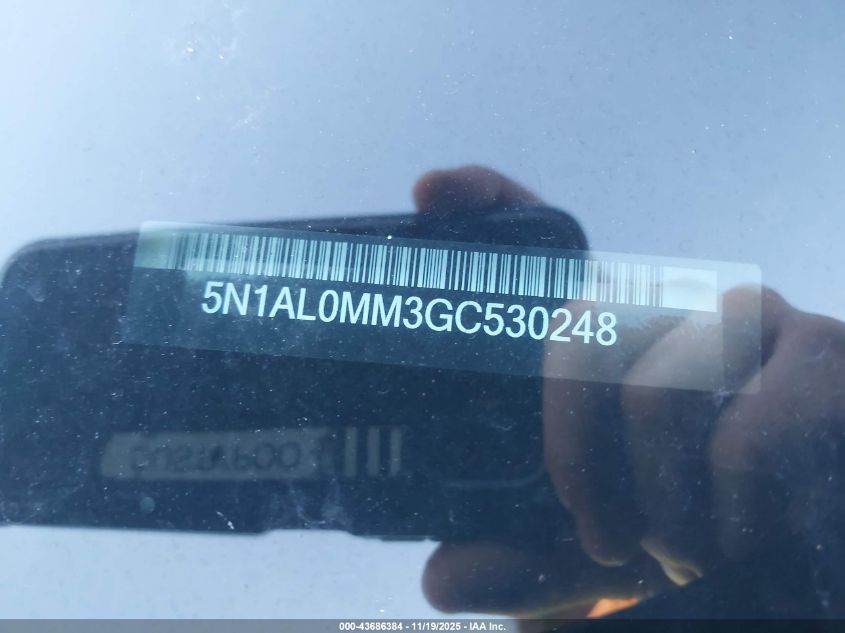 5N1AL0MM3GC530248
000-43686384 - 11/19/2025 - IAA Inc.